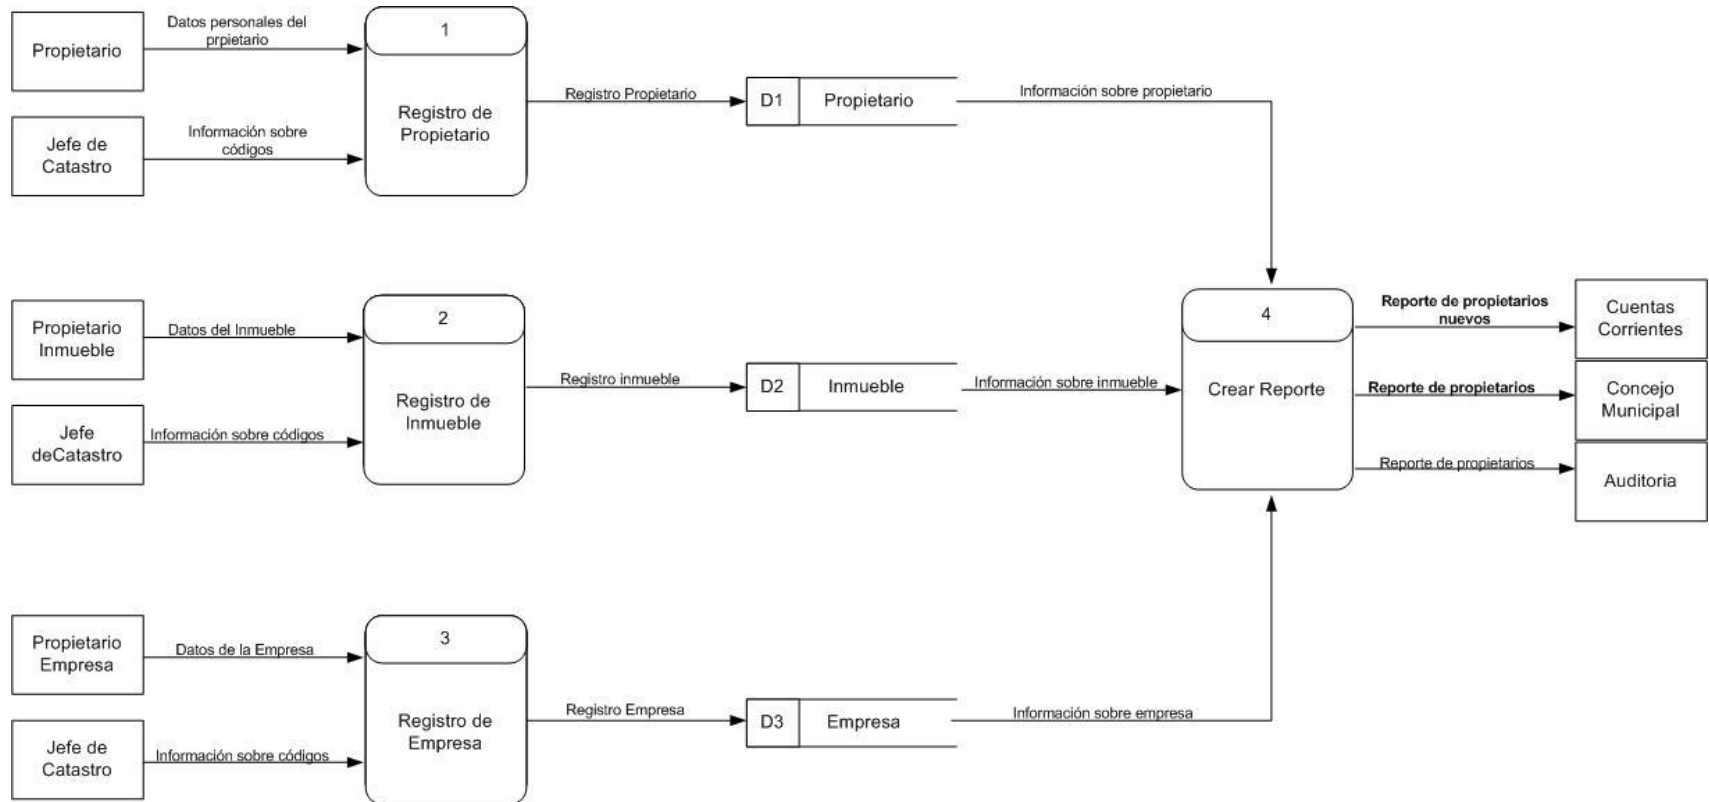 Propietario
Datos personales del
prpietario
1
Registro de
Propietario
Jefe de
Catastro
Información sobre
códigos
Registro Propietario
D1
Propietario
Información sobre propietario
Propietario
Inmueble
Datos del Inmueble
2
Registro de
Inmueble
Jefe
deCatastro
Información sobre códigos
Registro inmueble
D2
Inmueble
Información sobre inmueble
4
Crear Reporte
Reporte de propietarios
nuevos
Cuentas
Corrientes
Reporte de propietarios
Concejo
Municipal
Reporte de propietarios
Auditoria
Propietario
Empresa
Datos de la Empresa
3
Registro de
Empresa
Jefe de
Catastro
Información sobre códigos
Registro Empresa
D3
Empresa
Información sobre empresa